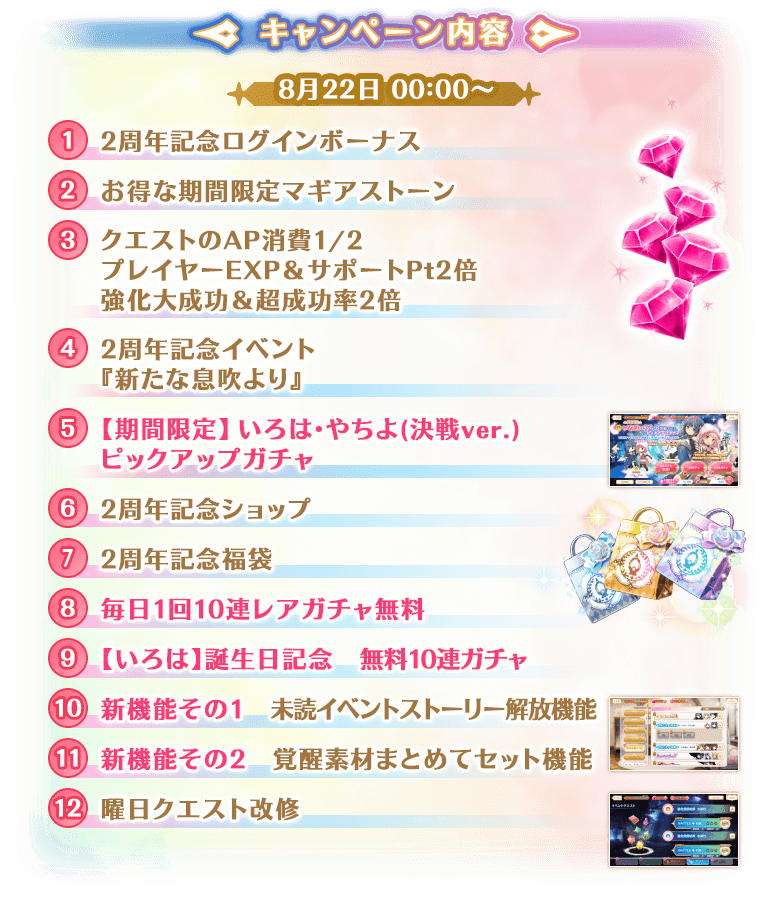 キャンペーン内容
8月22日 00:00～
1 2周年記念ログインボーナス
2 お得な期間限定マギアストーン
3 クエストのAP消費1/2
プレイヤーEXP＆サポートPt2倍
強化大成功＆超成功率2倍
4 2周年記念イベント
『新たな息吹より』
5 【期間限定】いろは・やちよ(決戦ver.)
ピックアップガチャ
6 2周年記念ショップ
7 2周年記念福袋
8 毎日1回10連レアガチャ無料
9 【いろは】誕生日記念　無料10連ガチャ
10 新機能その1　未読イベントストーリー解放機能
11 新機能その2　覚醒素材まとめてセット機能
12 曜日クエスト改修